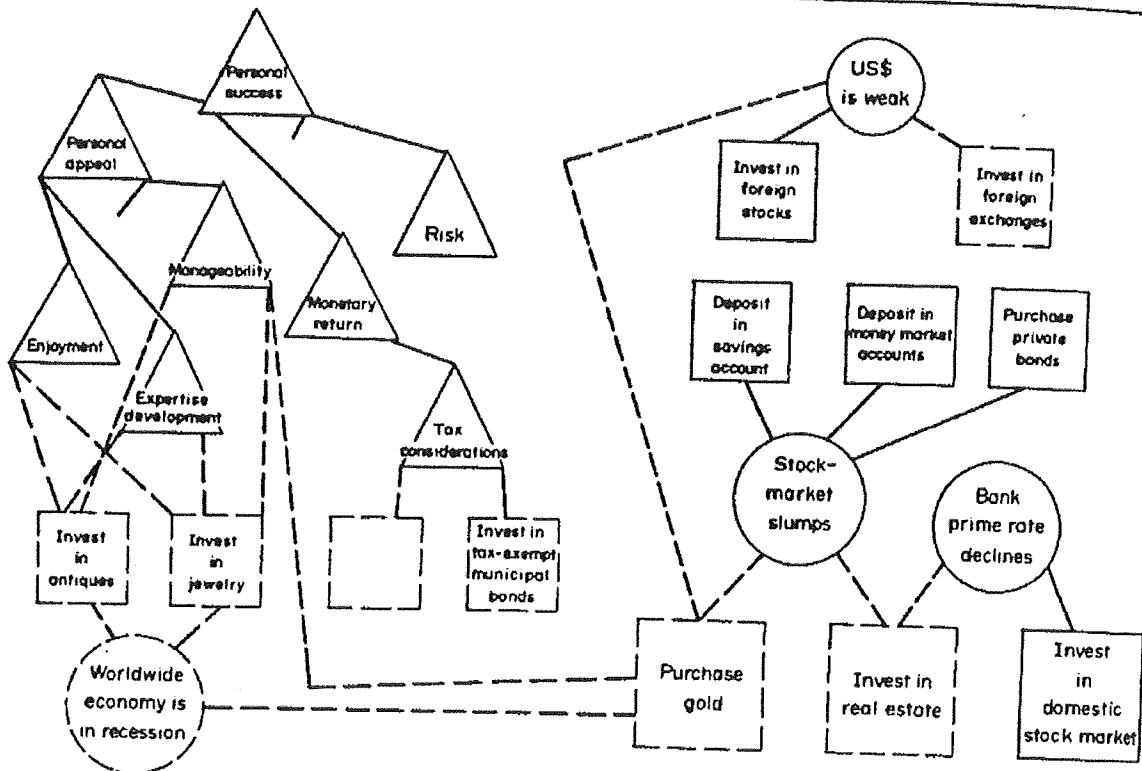 Personal
success
US$
is weak
Personal
appeal
Invest in
foreign
stocks
Invest in
foreign
exchanges
Risk
Manageability
Monetary
return
Deposit
in
savings
account
Deposit in
money market
accounts
Purchase
private
bonds
Enjoyment
Expertise
development
Tax
considerations
Stock-
market
slumps
Bank
prime rate
declines
Invest
in
antiques
Invest
in
jewelry
Invest in
tax-exempt
municipal
bonds
Worldwide
economy is
in recession
Purchase
gold
Invest in
real estate
Invest
in
domestic
stock market